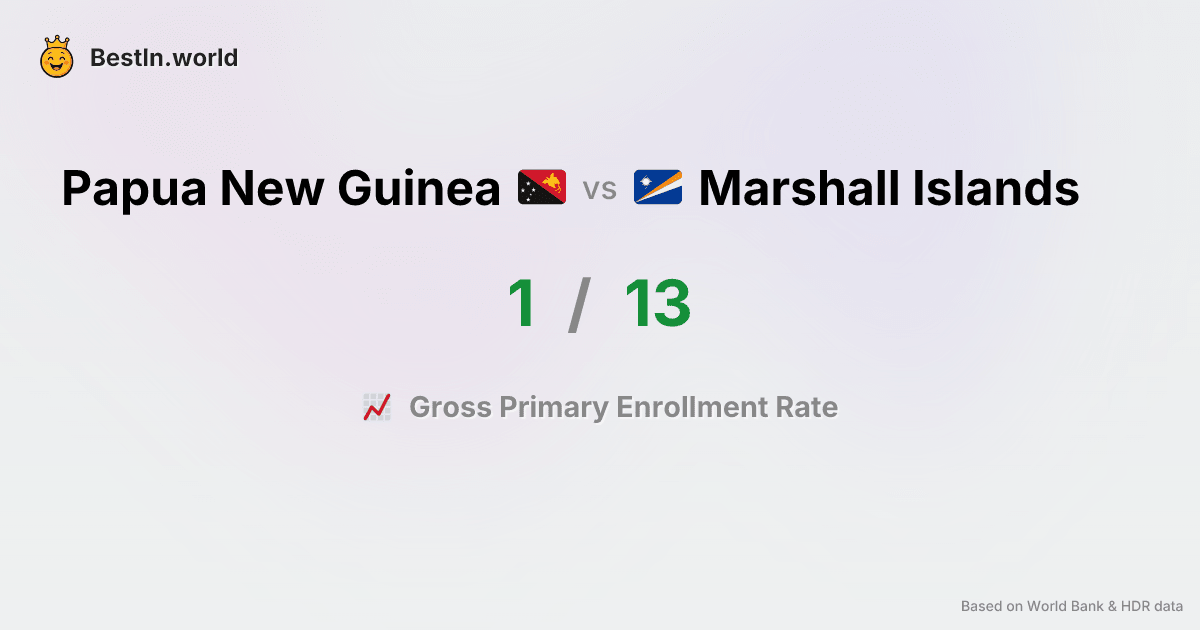 BestIn.world
Papua New Guinea vs Marshall Islands
1 / 13
Gross Primary Enrollment Rate
Based on World Bank & HDR data